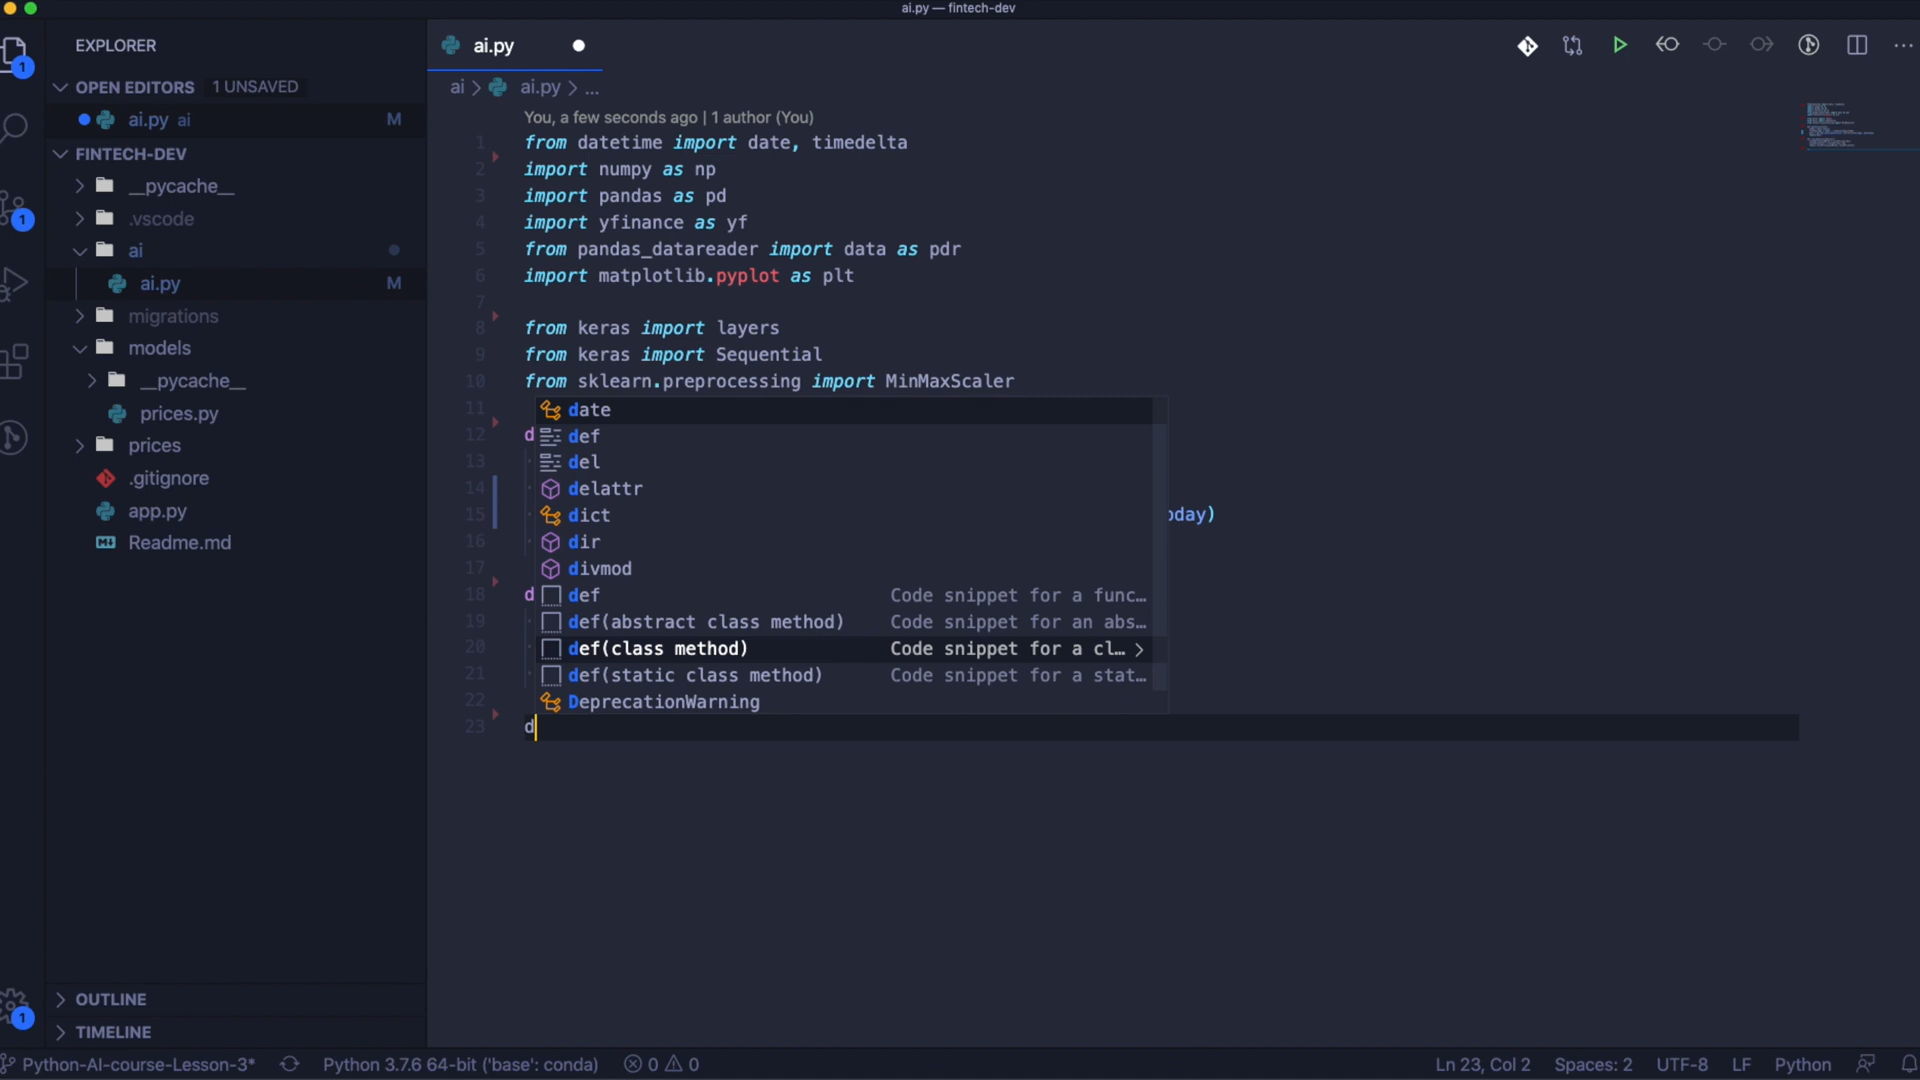 ai.py — fintech-dev
EXPLORER
OPEN EDITORS 1 UNSAVED
ai.py ai M
FINTECH-DEV
__pycache__
.vscode
ai
ai.py M
migrations
models
__pycache__
prices.py
prices
.gitignore
app.py
Readme.md
OUTLINE
TIMELINE
1
1
1
ai.py
ai > ai.py > ...
You, a few seconds ago | 1 author (You)
1 from datetime import date, timedelta
2 import numpy as np
3 import pandas as pd
4 import yfinance as yf
5 from pandas_datareader import data as pdr
6 import matplotlib.pyplot as plt
7
8 from keras import layers
9 from keras import Sequential
10 from sklearn.preprocessing import MinMaxScaler
11 date
12 d def
13 del
14 delattr
15 dict oday)
16 dir
17 divmod
18 d def Code snippet for a func…
19 def(abstract class method) Code snippet for an abs…
20 def(class method) Code snippet for a cl… >
21 def(static class method) Code snippet for a stat…
22 DeprecationWarning
23 d
Python-AI-course-Lesson-3* Python 3.7.6 64-bit ('base': conda) 0 0 Ln 23, Col 2 Spaces: 2 UTF-8 LF Python